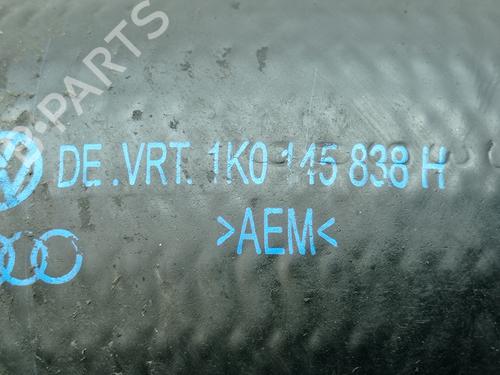 B-PARTS
DE.VRT. 1K0 145 838 H
>AEM<